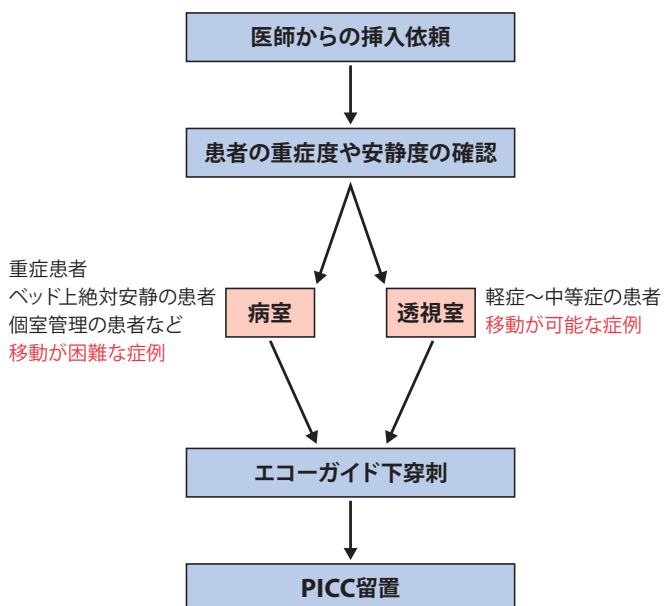 医師からの挿入依頼
患者の重症度や安静度の確認
重症患者
ベッド上絶対安静の患者
個室管理の患者など
移動が困難な症例
病室
透視室
軽症～中等症の患者
移動が可能な症例
エコーガイド下穿刺
PICC留置